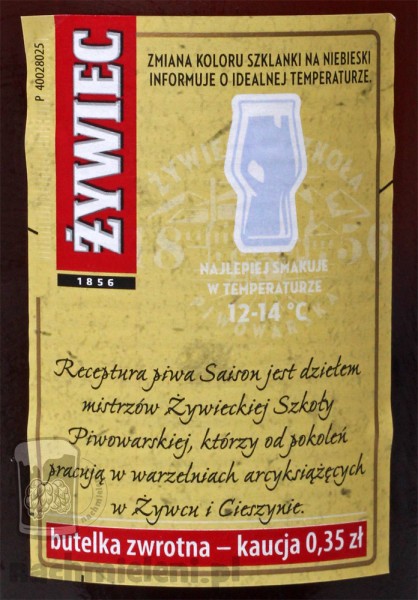 P 40028025
ŻYWIEC
1856
ZMIANA KOLORU SZKLANKI NA NIEBIESKI
INFORMUJE O IDEALNEJ TEMPERATURZE.
NAJLEPIEJ SMAKUJE
W TEMPERATURZE
12-14 °C
Receptura piwa Saison jest dziełem
mistrzów Żywieckiej Szkoły
Piwowarskiej, którzy od pokoleń
pracują w warzelniach arcyksiążęcych
w Żywcu i Cieszynie.
butelka zwrotna – kaucja 0,35 zł
nachmieleni.pl